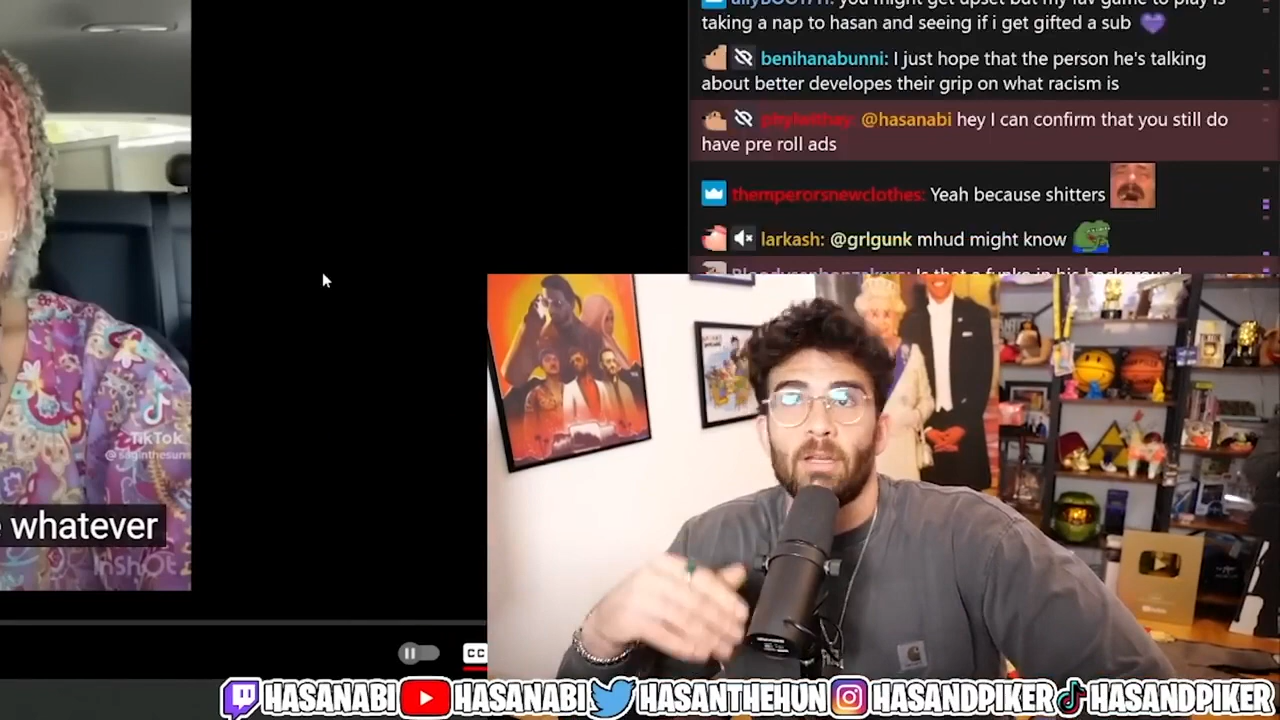 taking a nap to hasan and seeing if i get gifted a sub
benihanabunni: I just hope that the person he's talking
about better developes their grip on what racism is
@hasanabi hey I can confirm that you still do
have pre roll ads
themperorsnewclothes: Yeah because shitters
larkash: @grlgunk mhud might know
TikTok
e whatever
InShOt
CC
HASANABI HASANABI HASANTHEHUN HASANDPIKER HASANDPIKER